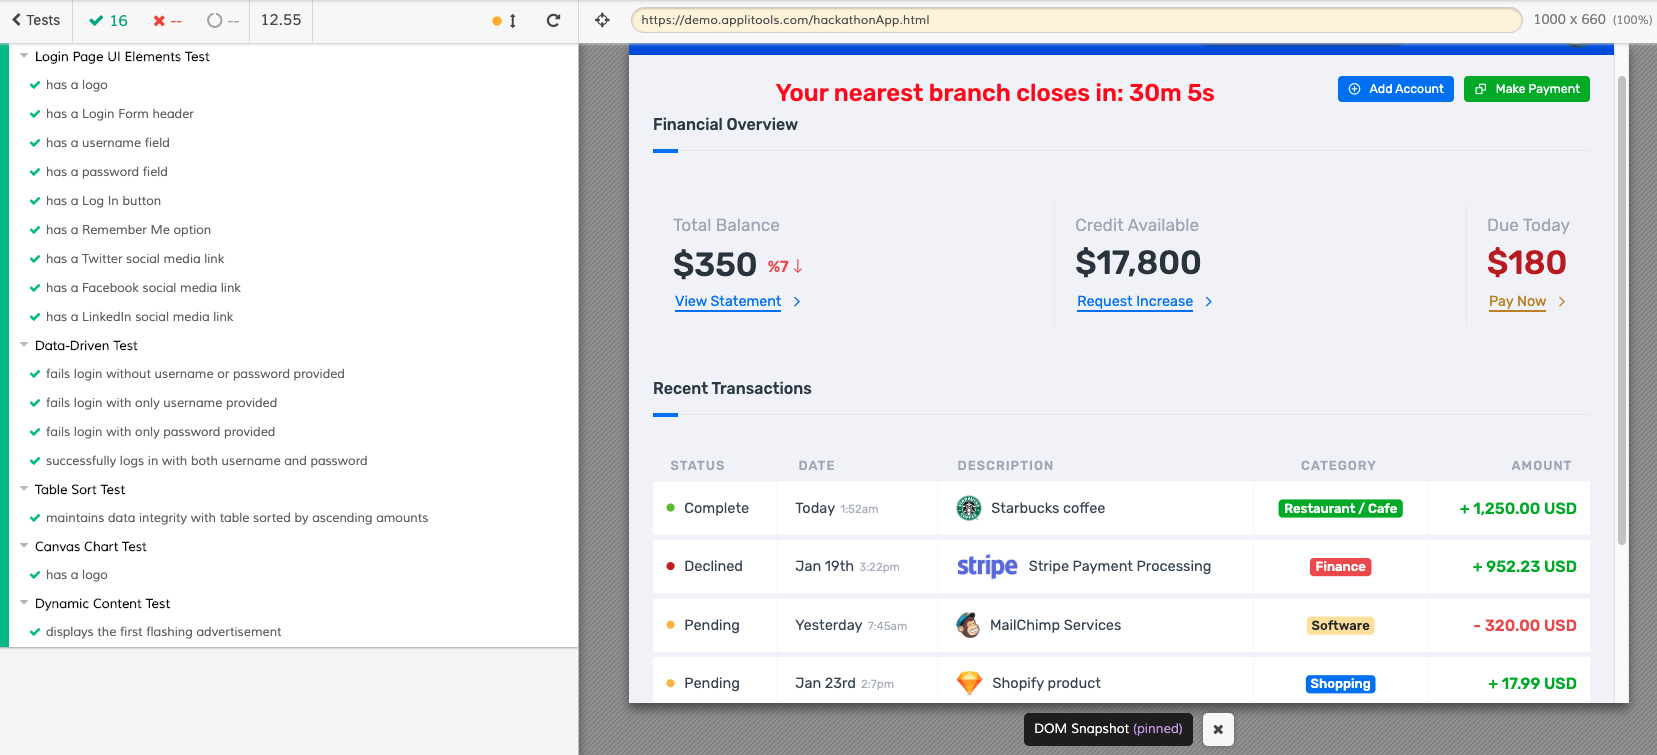 Tests 16 -- -- 12.55
Login Page UI Elements Test
has a logo
has a Login Form header
has a username field
has a password field
has a Log In button
has a Remember Me option
has a Twitter social media link
has a Facebook social media link
has a LinkedIn social media link
Data-Driven Test
fails login without username or password provided
fails login with only username provided
fails login with only password provided
successfully logs in with both username and password
Table Sort Test
maintains data integrity with table sorted by ascending amounts
Canvas Chart Test
has a logo
Dynamic Content Test
displays the first flashing advertisement
https://demo.applitools.com/hackathonApp.html 1000 x 660 (100%)
Your nearest branch closes in: 30m 5s
Add Account Make Payment
Financial Overview
Total Balance Credit Available Due Today
$350 %7 ↓ $17,800 $180
View Statement Request Increase Pay Now
Recent Transactions
STATUS DATE DESCRIPTION CATEGORY AMOUNT
Complete Today 1:52am Starbucks coffee Restaurant / Cafe + 1,250.00 USD
Declined Jan 19th 3:22pm stripe Stripe Payment Processing Finance + 952.23 USD
Pending Yesterday 7:45am MailChimp Services Software - 320.00 USD
Pending Jan 23rd 2:7pm Shopify product Shopping + 17.99 USD
DOM Snapshot (pinned)